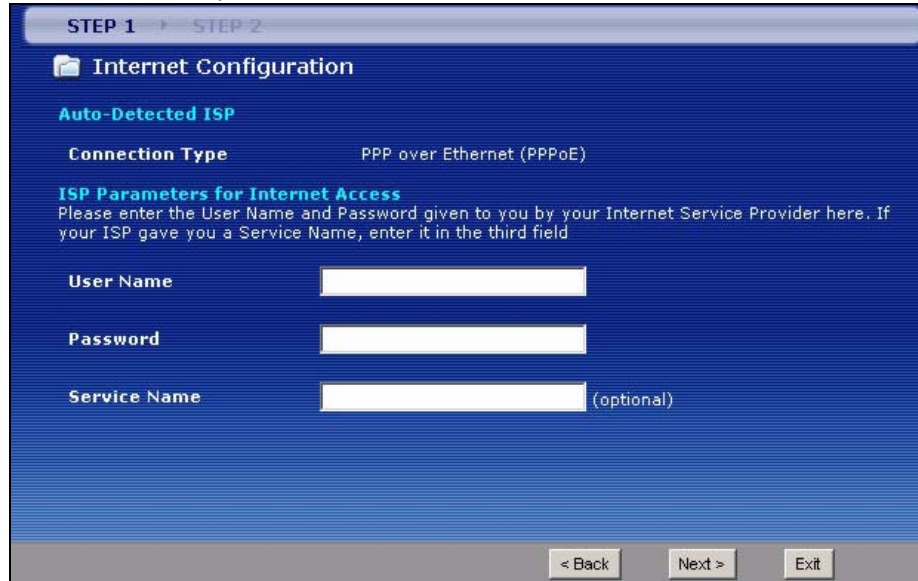 STEP 1 STEP 2
Internet Configuration
Auto-Detected ISP
Connection Type PPP over Ethernet (PPPoE)
ISP Parameters for Internet Access
Please enter the User Name and Password given to you by your Internet Service Provider here. If
your ISP gave you a Service Name, enter it in the third field
User Name
Password
Service Name (optional)
< Back Next > Exit